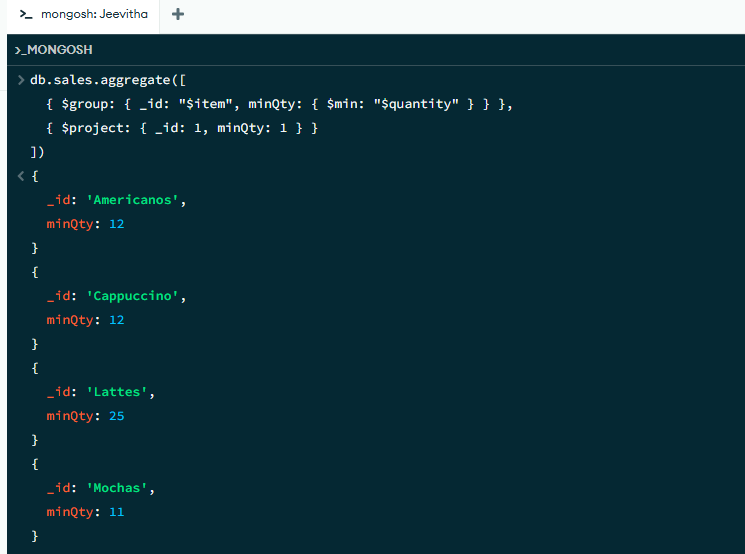 >_ mongosh: Jeevitha +
>_MONGOSH
> db.sales.aggregate([
{ $group: { _id: "$item", minQty: { $min: "$quantity" } } },
{ $project: { _id: 1, minQty: 1 } }
])
< {
_id: 'Americanos',
minQty: 12
}
{
_id: 'Cappuccino',
minQty: 12
}
{
_id: 'Lattes',
minQty: 25
}
{
_id: 'Mochas',
minQty: 11
}